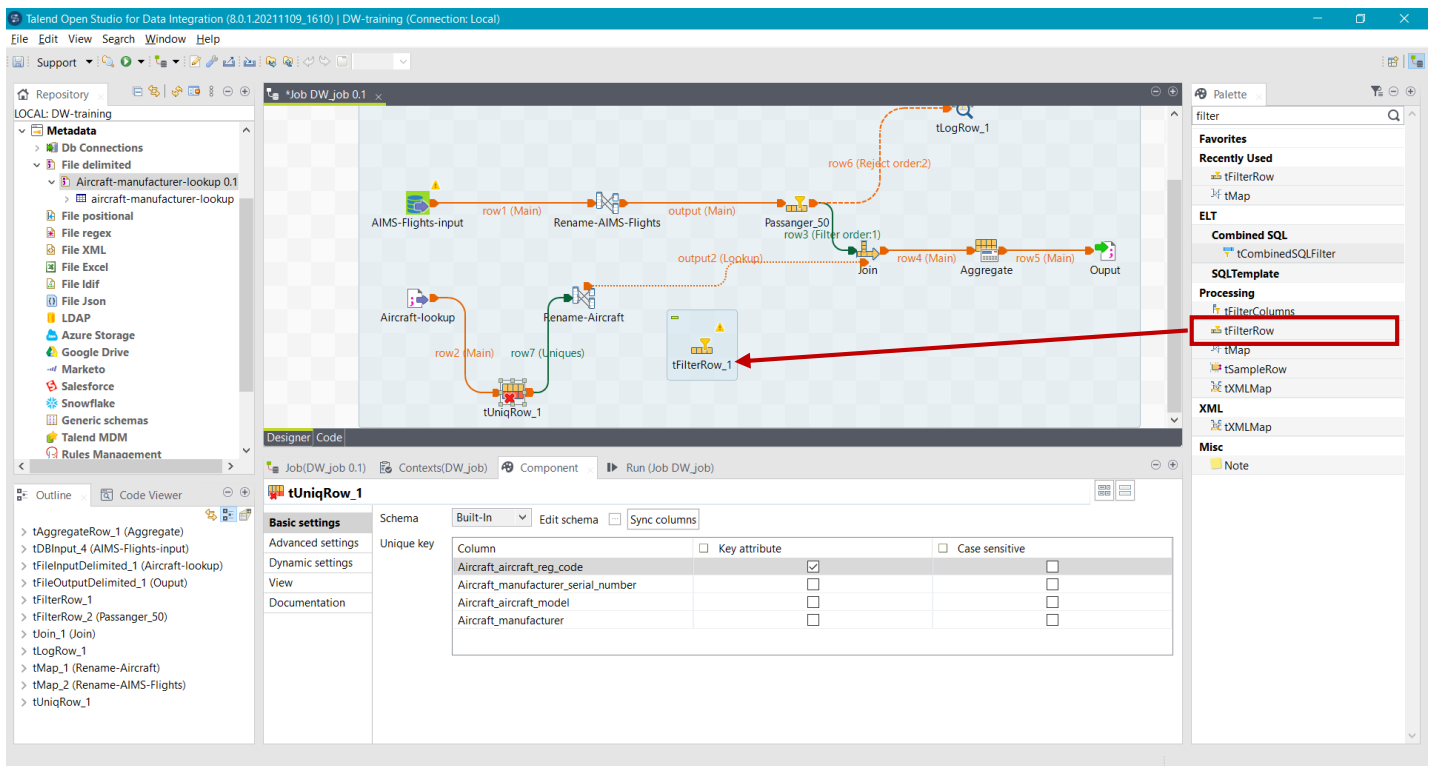 Talend Open Studio for Data Integration (8.0.1.20211109_1610) | DW-training (Connection: Local)
File Edit View Search Window Help
Support
Repository
LOCAL: DW-training
Metadata
Db Connections
File delimited
Aircraft-manufacturer-lookup 0.1
aircraft-manufacturer-lookup
File positional
File regex
File XML
File Excel
File ldif
File Json
LDAP
Azure Storage
Google Drive
Marketo
Salesforce
Snowflake
Generic schemas
Talend MDM
Rules Management
Outline
Code Viewer
tAggregateRow_1 (Aggregate)
tDBInput_4 (AIMS-Flights-input)
tFileInputDelimited_1 (Aircraft-lookup)
tFileOutputDelimited_1 (Ouput)
tFilterRow_1
tFilterRow_2 (Passanger_50)
tJoin_1 (Join)
tLogRow_1
tMap_1 (Rename-Aircraft)
tMap_2 (Rename-AIMS-Flights)
tUniqRow_1
*Job DW_job 0.1
tLogRow_1
row6 (Reject order:2)
AIMS-Flights-input
row1 (Main)
Rename-AIMS-Flights
output (Main)
Passanger_50
row3 (Filter order:1)
output2 (Lookup)
Join
row4 (Main)
Aggregate
row5 (Main)
Ouput
Aircraft-lookup
Rename-Aircraft
row2 (Main)
row7 (Uniques)
tFilterRow_1
tUniqRow_1
Designer Code
Job(DW_job 0.1)
Contexts(DW_job)
Component
Run (Job DW_job)
tUniqRow_1
Basic settings
Advanced settings
Dynamic settings
View
Documentation
Schema Built-In Edit schema Sync columns
Unique key
Column Key attribute Case sensitive
Aircraft_aircraft_reg_code
Aircraft_manufacturer_serial_number
Aircraft_aircraft_model
Aircraft_manufacturer
Palette
filter
Favorites
Recently Used
tFilterRow
tMap
ELT
Combined SQL
tCombinedSQLFilter
SQLTemplate
Processing
tFilterColumns
tFilterRow
tMap
tSampleRow
tXMLMap
XML
tXMLMap
Misc
Note